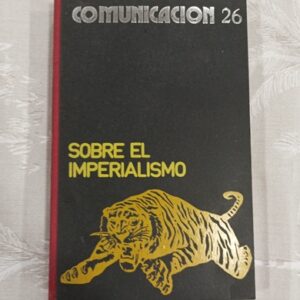 COMUNICACION 26
SOBRE EL
IMPERIALISMO